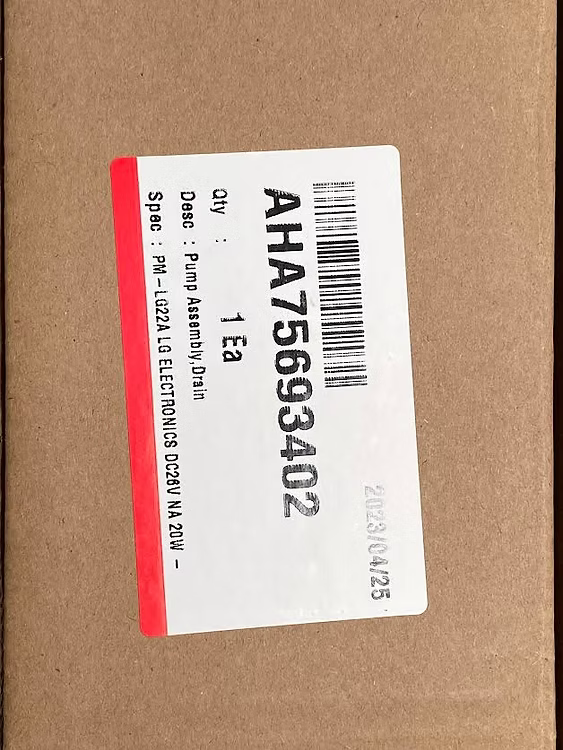 2023/04/25
AHA75693402
Qty : 1 Ea
Desc : Pump Assembly,Drain
Spec : PM-LG22A LG ELECTRONICS DC26V NA 20W -